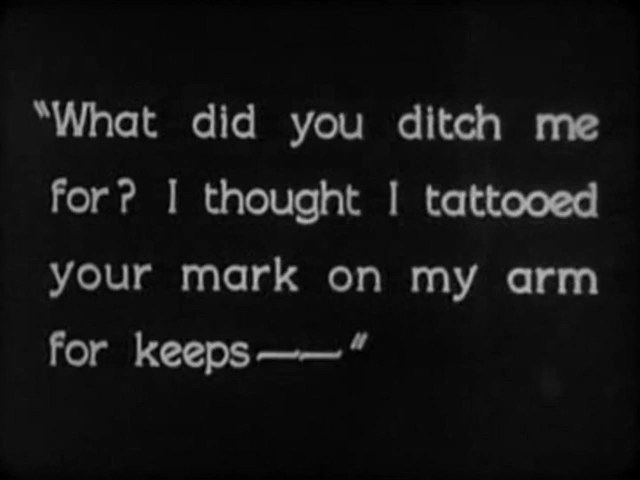 “What did you ditch me
for? I thought I tattooed
your mark on my arm
for keeps——”